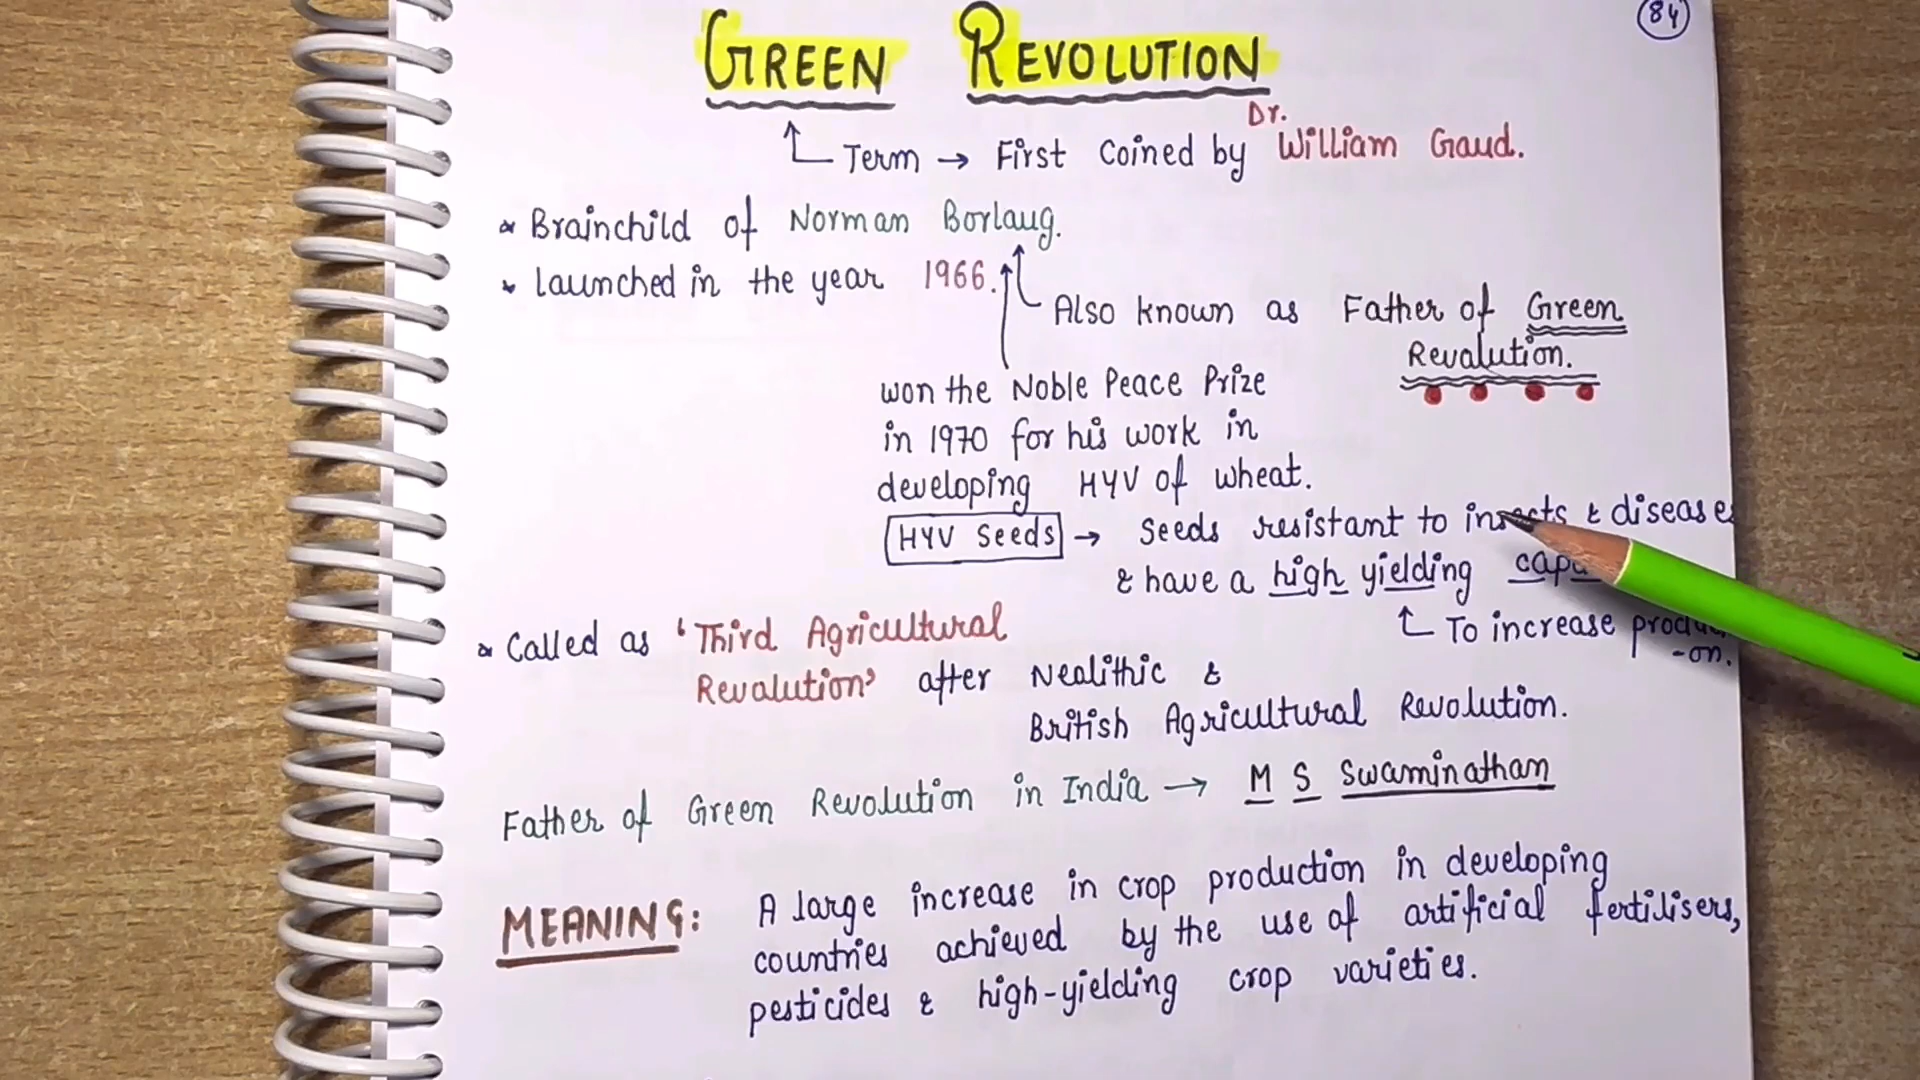 84
GREEN REVOLUTION
Term → First Coined by Dr. William Gaud.
* Brainchild of Norman Borlaug.
* Launched in the year 1966.
Also known as Father of Green
Revolution.
won the Noble Peace Prize
in 1970 for his work in
developing HYV of wheat.
HYV Seeds → Seeds resistant to insects & disease
& have a high yielding
To increase
-on.
* Called as 'Third Agricultural
Revolution' after Neolithic &
British Agricultural Revolution.
Father of Green Revolution in India → M S Swaminathan
MEANING: A large increase in crop production in developing
countries achieved by the use of artificial fertilisers,
pesticides & high-yielding crop varieties.